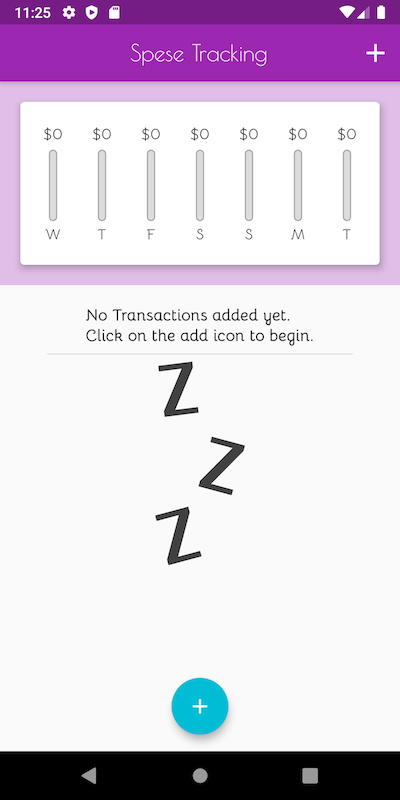 11:25
Spese Tracking +
$0 $0 $0 $0 $0 $0 $0
W T F S S M T
No Transactions added yet.
Click on the add icon to begin.
Z
Z
Z
+